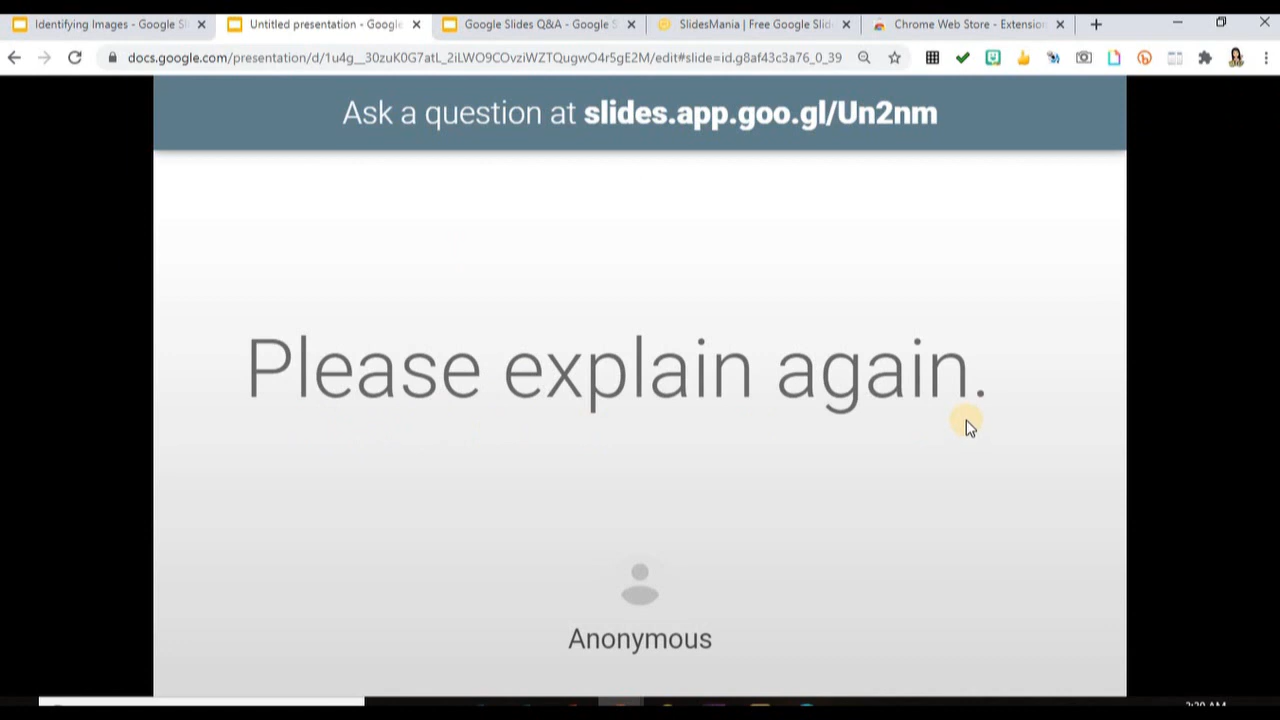 Identifying Images - Google Sl
Untitled presentation - Google
Google Slides Q&A - Google S
SlidesMania | Free Google Slid
Chrome Web Store - Extension
docs.google.com/presentation/d/1u4g__30zuK0G7atL_2iLWO9COvziWZTQugwO4r5gE2M/edit#slide=id.g8af43c3a76_0_39
Ask a question at slides.app.goo.gl/Un2nm
Please explain again.
Anonymous